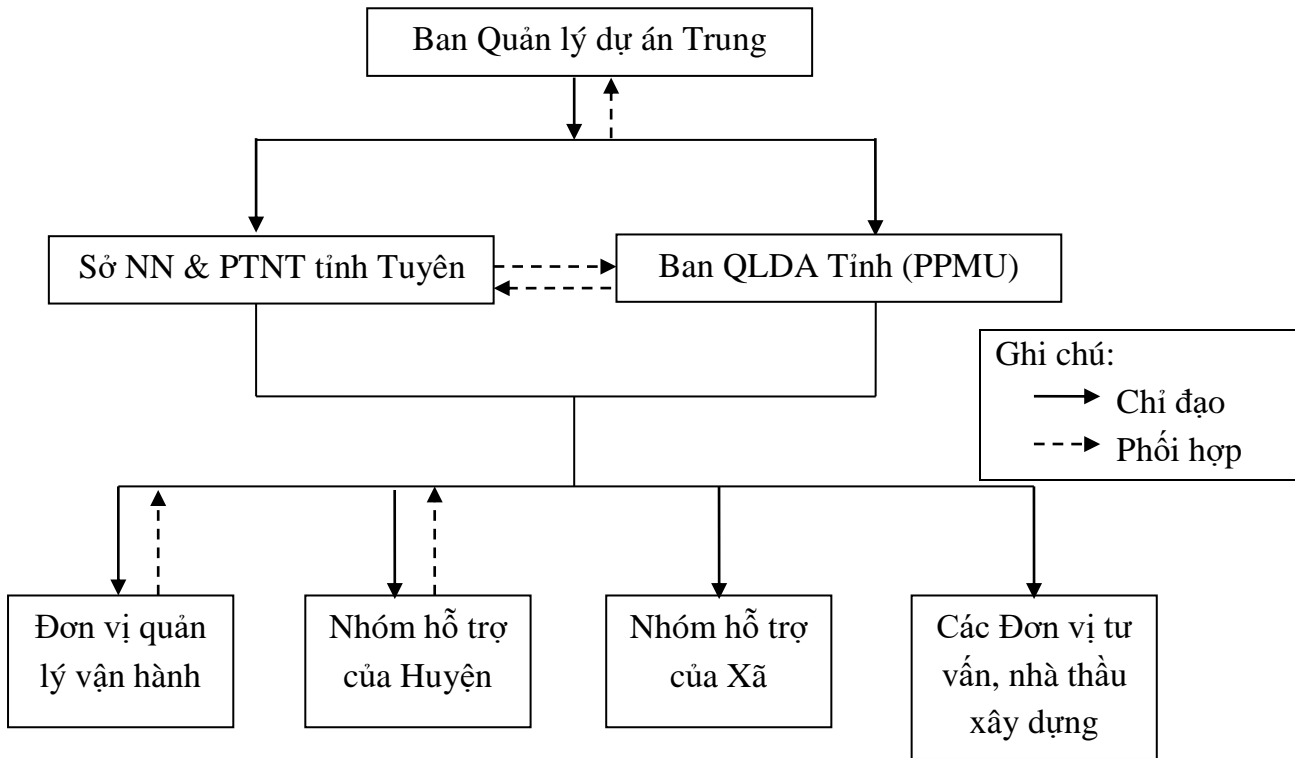 Ban Quản lý dự án Trung
Sở NN & PTNT tỉnh Tuyên
Ban QLDA Tỉnh (PPMU)
Ghi chú:
Chỉ đạo
Phối hợp
Đơn vị quản
lý vận hành
Nhóm hỗ trợ
của Huyện
Nhóm hỗ trợ
của Xã
Các Đơn vị tư
vấn, nhà thầu
xây dựng